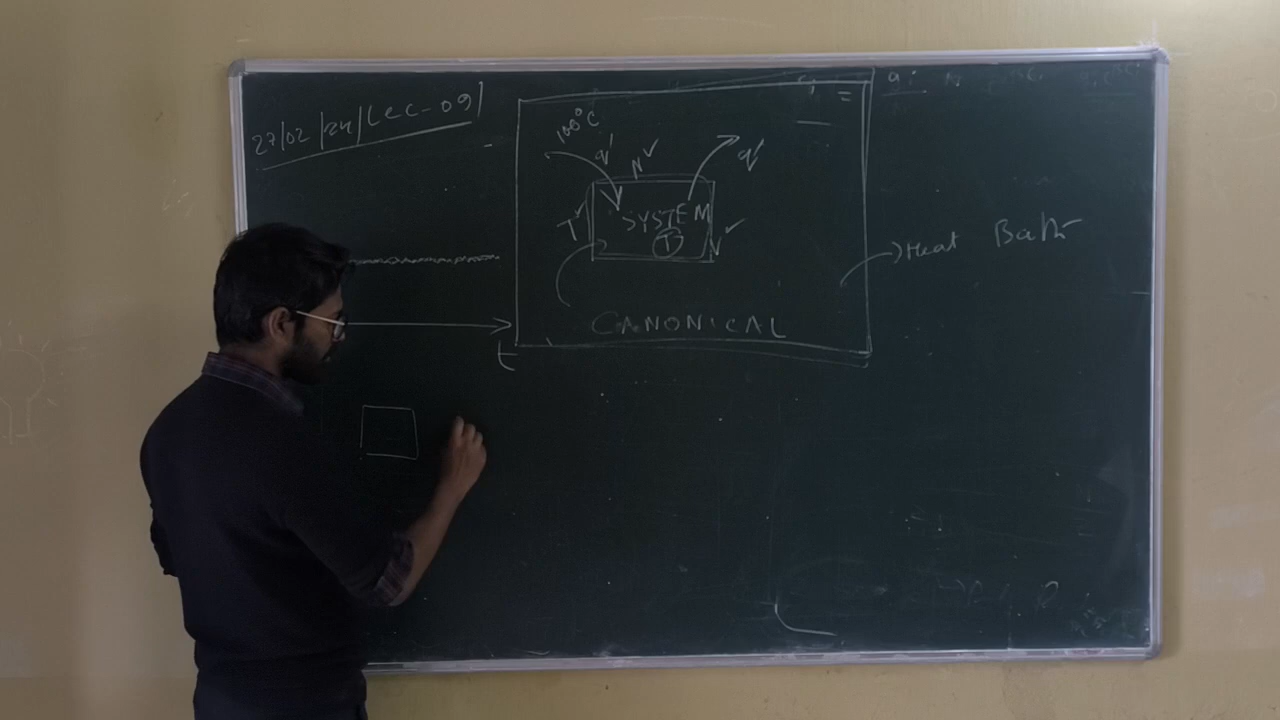 27/02/24/Lec-09
100°C
q'
N ✓
q'
T ✓
SYSTEM
T
V ✓
Heat Bath
CANONICAL
t